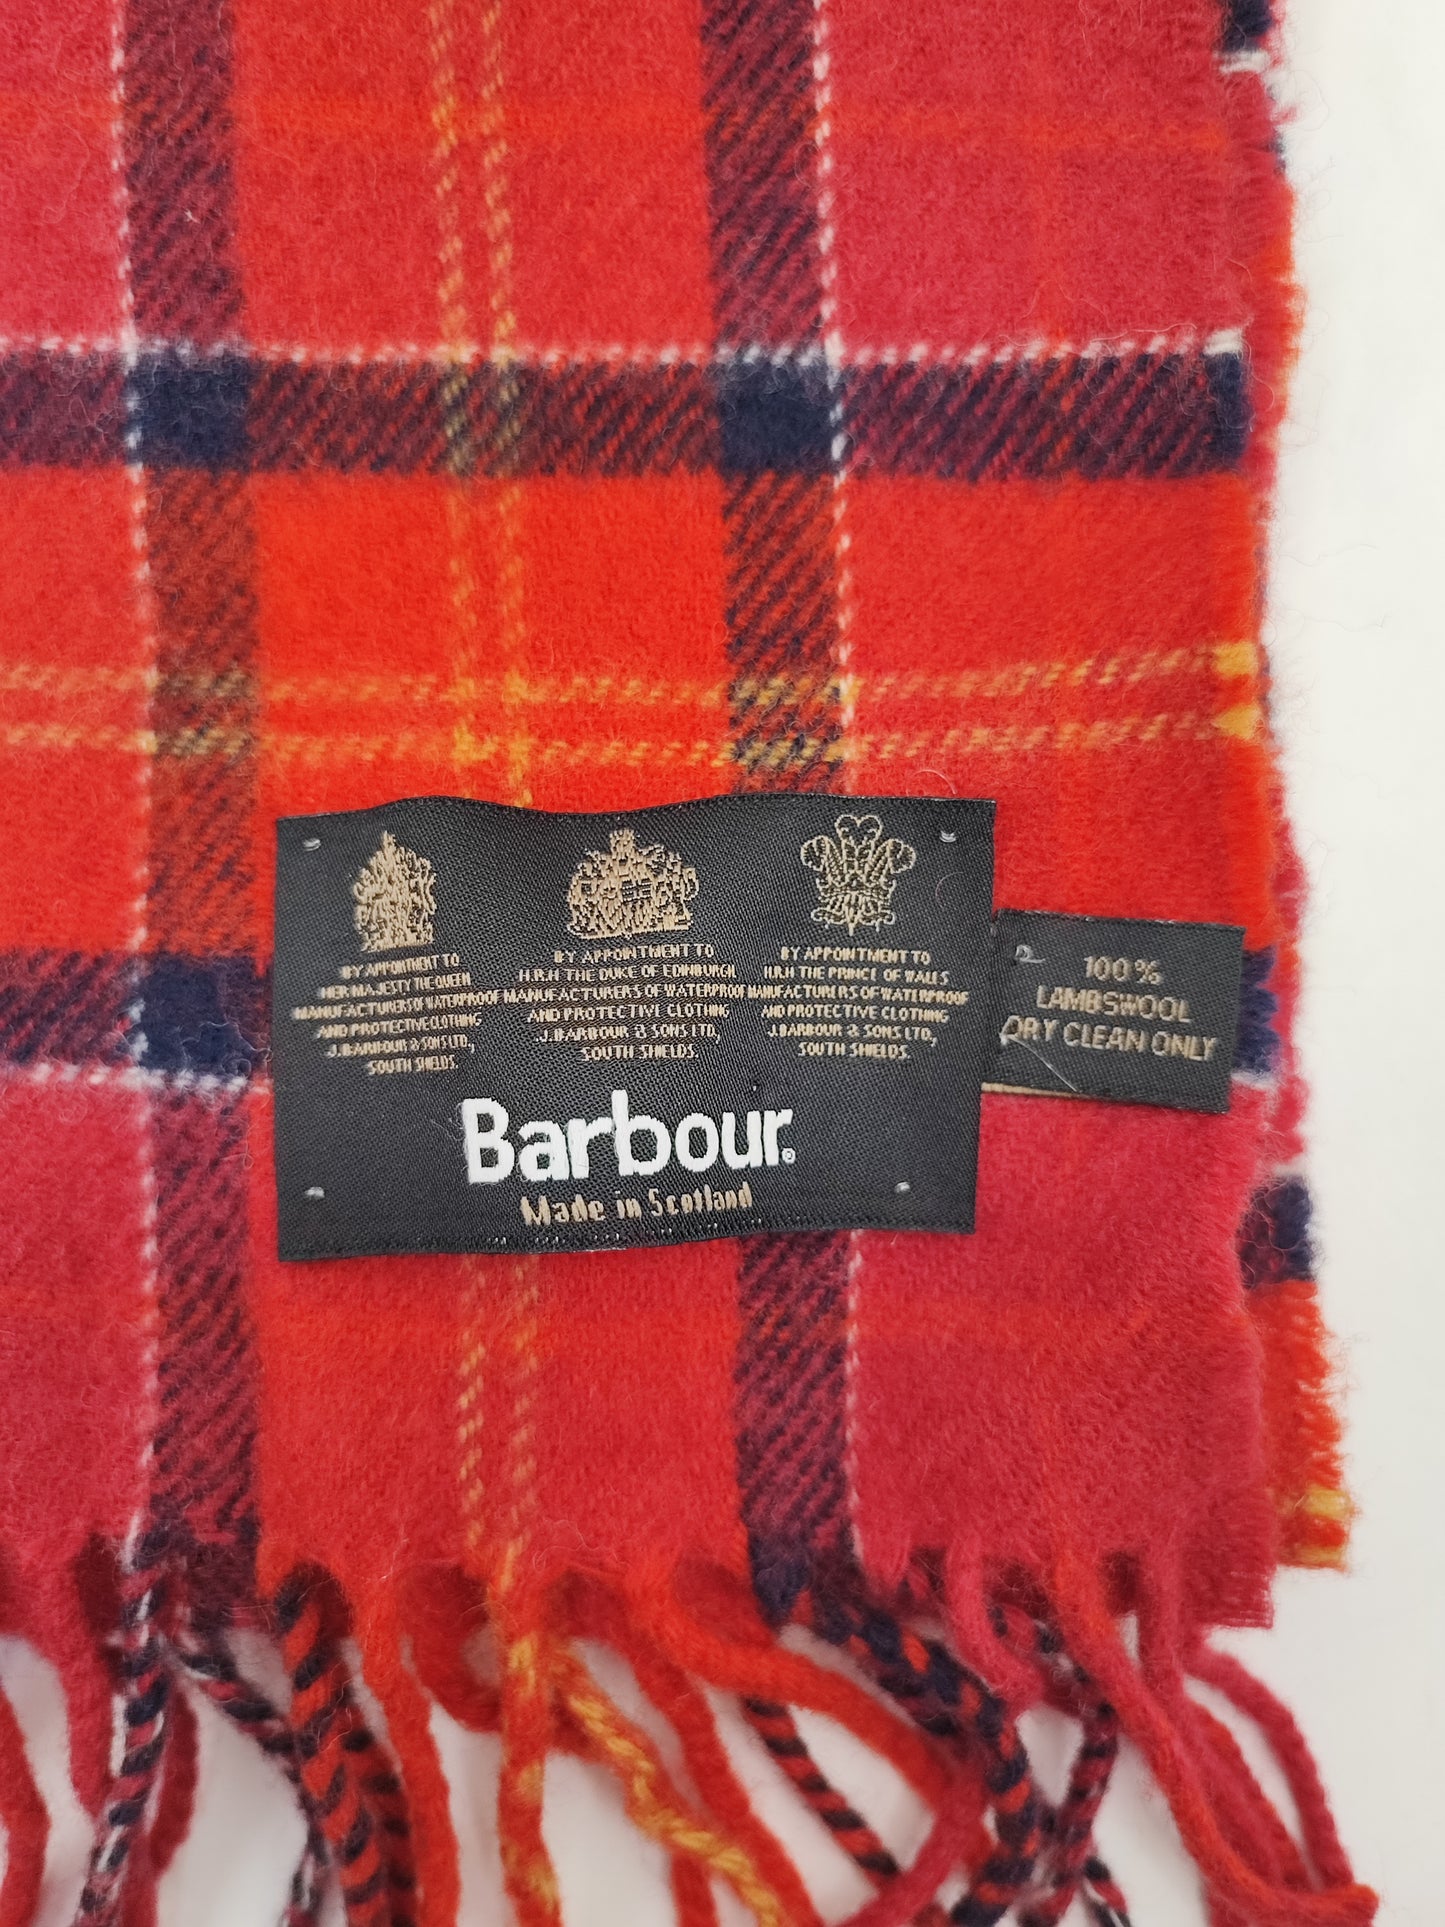 BY APPOINTMENT TO
HER MAJESTY THE QUEEN
MANUFACTURERS OF WATERPROOF
AND PROTECTIVE CLOTHING
J. BARBOUR & SONS LTD,
SOUTH SHIELDS.
BY APPOINTMENT TO
H.R.H THE DUKE OF EDINBURGH
MANUFACTURERS OF WATERPROOF
AND PROTECTIVE CLOTHING
J. BARBOUR & SONS LTD,
SOUTH SHIELDS.
BY APPOINTMENT TO
H.R.H THE PRINCE OF WALES
MANUFACTURERS OF WATERPROOF
AND PROTECTIVE CLOTHING
J. BARBOUR & SONS LTD,
SOUTH SHIELDS.
Barbour®
Made in Scotland
100%
LAMBSWOOL
DRY CLEAN ONLY